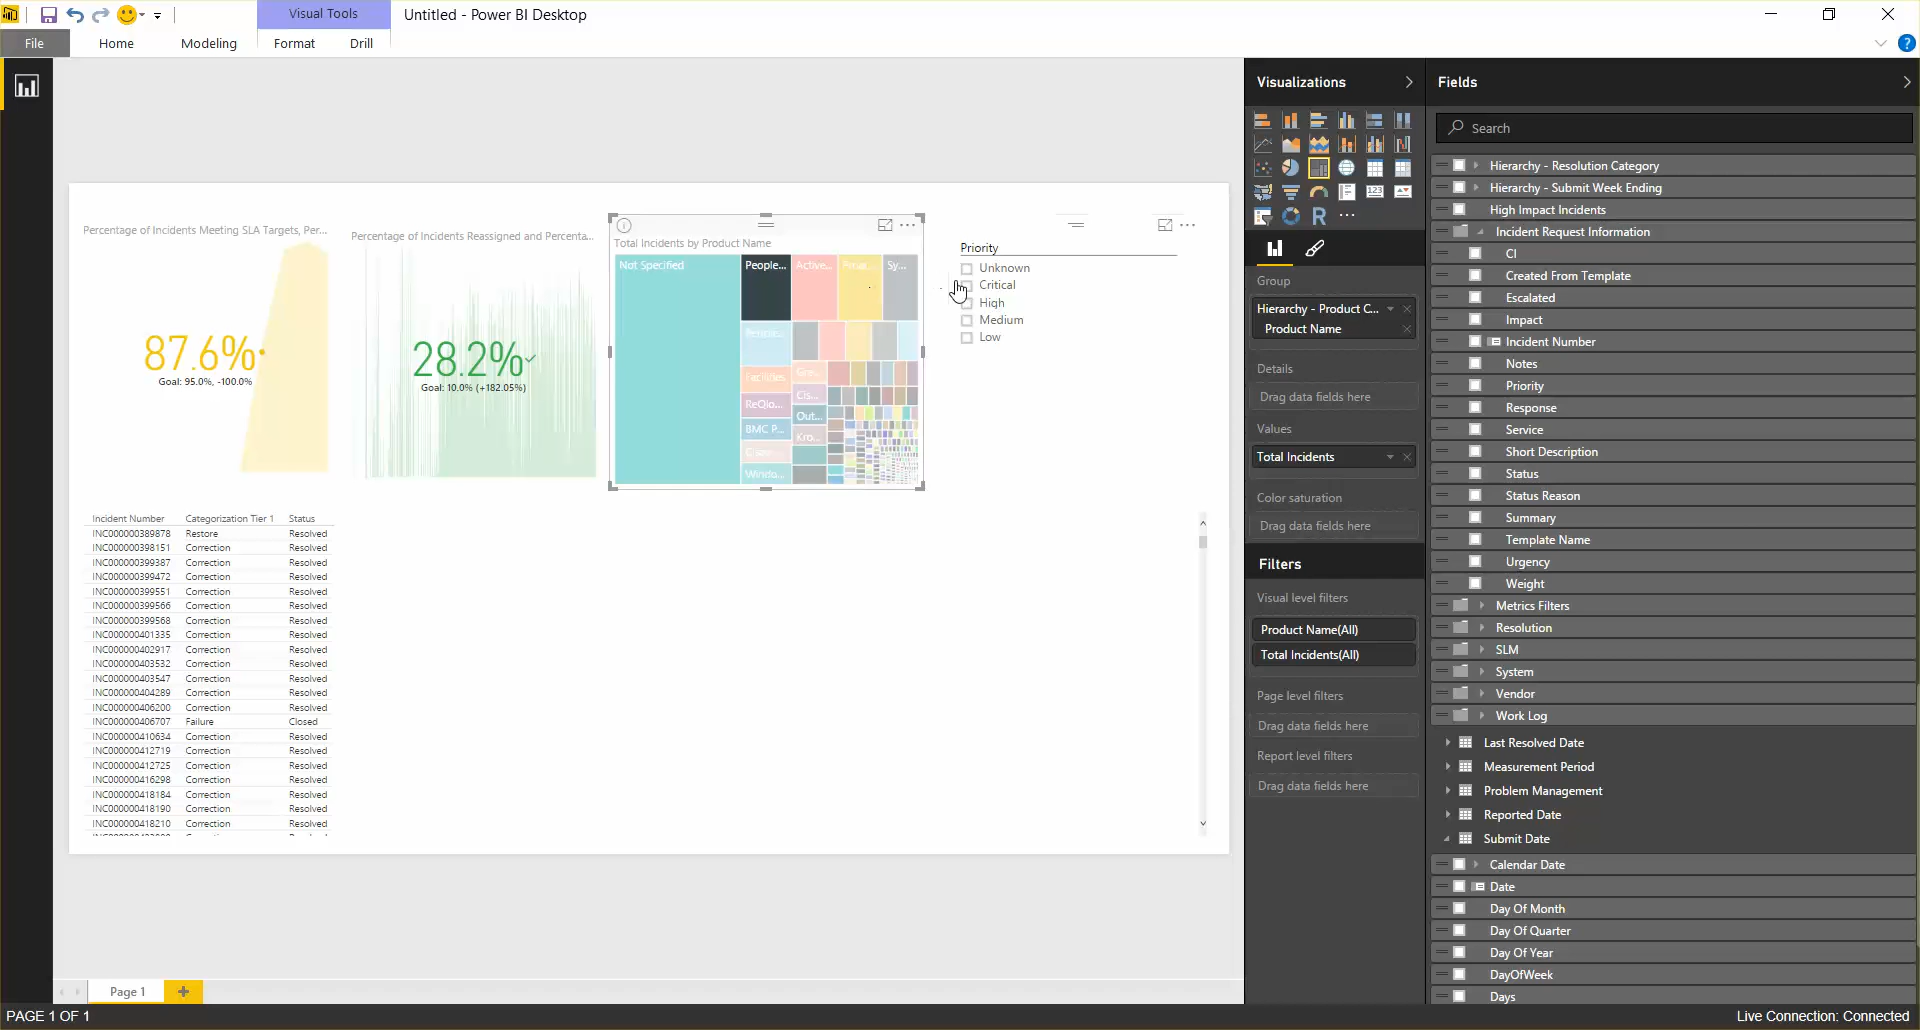 Visual Tools
Untitled - Power BI Desktop
File
Home
Modeling
Format
Drill
?
Visualizations
Fields
Search
Percentage of Incidents Meeting SLA Targets, Per...
87.6%
Goal: 95.0%, -100.0%
Percentage of Incidents Reassigned and Percenta...
28.2%
Goal: 10.0% (+182.05%)
Total Incidents by Product Name
Not Specified
People...
Active...
Sy...
Facilities
Gre...
ReQlo...
Cis...
Out...
BMC P...
Kro...
Windo...
Priority
Unknown
Critical
High
Medium
Low
Incident Number Categorization Tier 1 Status
INC000000389878 Restore Resolved
INC000000398151 Correction Resolved
INC000000399387 Correction Resolved
INC000000399472 Correction Resolved
INC000000399551 Correction Resolved
INC000000399566 Correction Resolved
INC000000399568 Correction Resolved
INC000000401335 Correction Resolved
INC000000402917 Correction Resolved
INC000000403532 Correction Resolved
INC000000403547 Correction Resolved
INC000000404289 Correction Resolved
INC000000406200 Correction Resolved
INC000000406707 Failure Closed
INC000000410634 Correction Resolved
INC000000412719 Correction Resolved
INC000000412725 Correction Resolved
INC000000416298 Correction Resolved
INC000000418184 Correction Resolved
INC000000418190 Correction Resolved
INC000000418210 Correction Resolved
123
R
Group
Hierarchy - Product C...
Product Name
Details
Drag data fields here
Values
Total Incidents
Color saturation
Drag data fields here
Filters
Visual level filters
Product Name(All)
Total Incidents(All)
Page level filters
Drag data fields here
Report level filters
Drag data fields here
Hierarchy - Resolution Category
Hierarchy - Submit Week Ending
High Impact Incidents
Incident Request Information
CI
Created From Template
Escalated
Impact
Incident Number
Notes
Priority
Response
Service
Short Description
Status
Status Reason
Summary
Template Name
Urgency
Weight
Metrics Filters
Resolution
SLM
System
Vendor
Work Log
Last Resolved Date
Measurement Period
Problem Management
Reported Date
Submit Date
Calendar Date
Date
Day Of Month
Day Of Quarter
Day Of Year
DayOfWeek
Days
Page 1
PAGE 1 OF 1
Live Connection: Connected